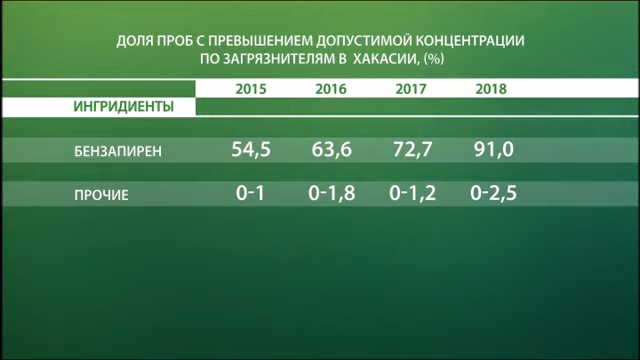 ДОЛЯ ПРОБ С ПРЕВЫШЕНИЕМ ДОПУСТИМОЙ КОНЦЕНТРАЦИИ
ПО ЗАГРЯЗНИТЕЛЯМ В ХАКАСИИ, (%)
2015 2016 2017 2018
ИНГРИДИЕНТЫ
БЕНЗАПИРЕН 54,5 63,6 72,7 91,0
ПРОЧИЕ 0-1 0-1,8 0-1,2 0-2,5